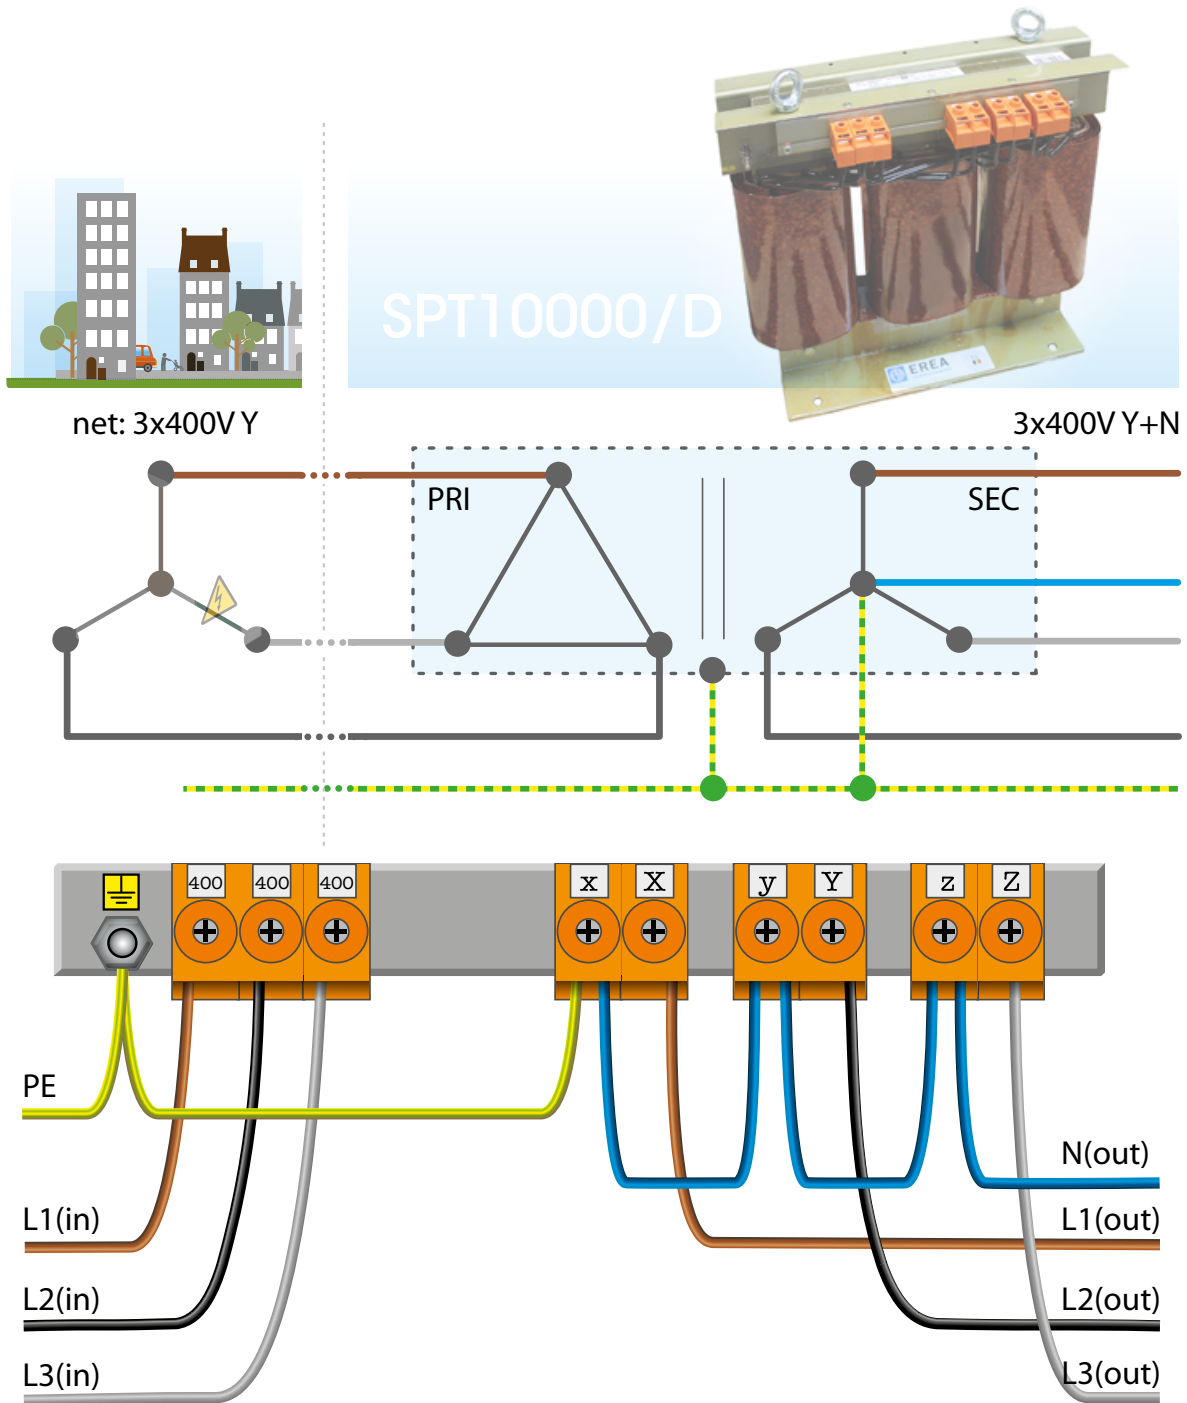 SPT10000/D
EREA
net: 3x400V Y
3x400V Y+N
PRI
SEC
400 400 400 x X y Y z Z
PE
N(out)
L1(in)
L1(out)
L2(in)
L2(out)
L3(in)
L3(out)